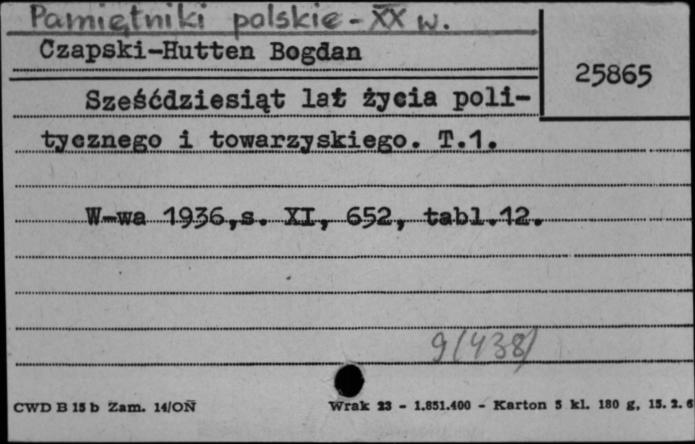 Pamiętniki polskie - XX w.
Czapski-Hutten Bogdan
25865
Sześćdziesiąt lat życia poli-
tycznego i towarzyskiego. T.1.
W-wa 1936,s. XI, 652, tabl.12.
9(438)
CWD B 15 b Zam. 14/ON Wrak 23 - 1.851.400 - Karton 5 kl. 180 g, 15.2.6